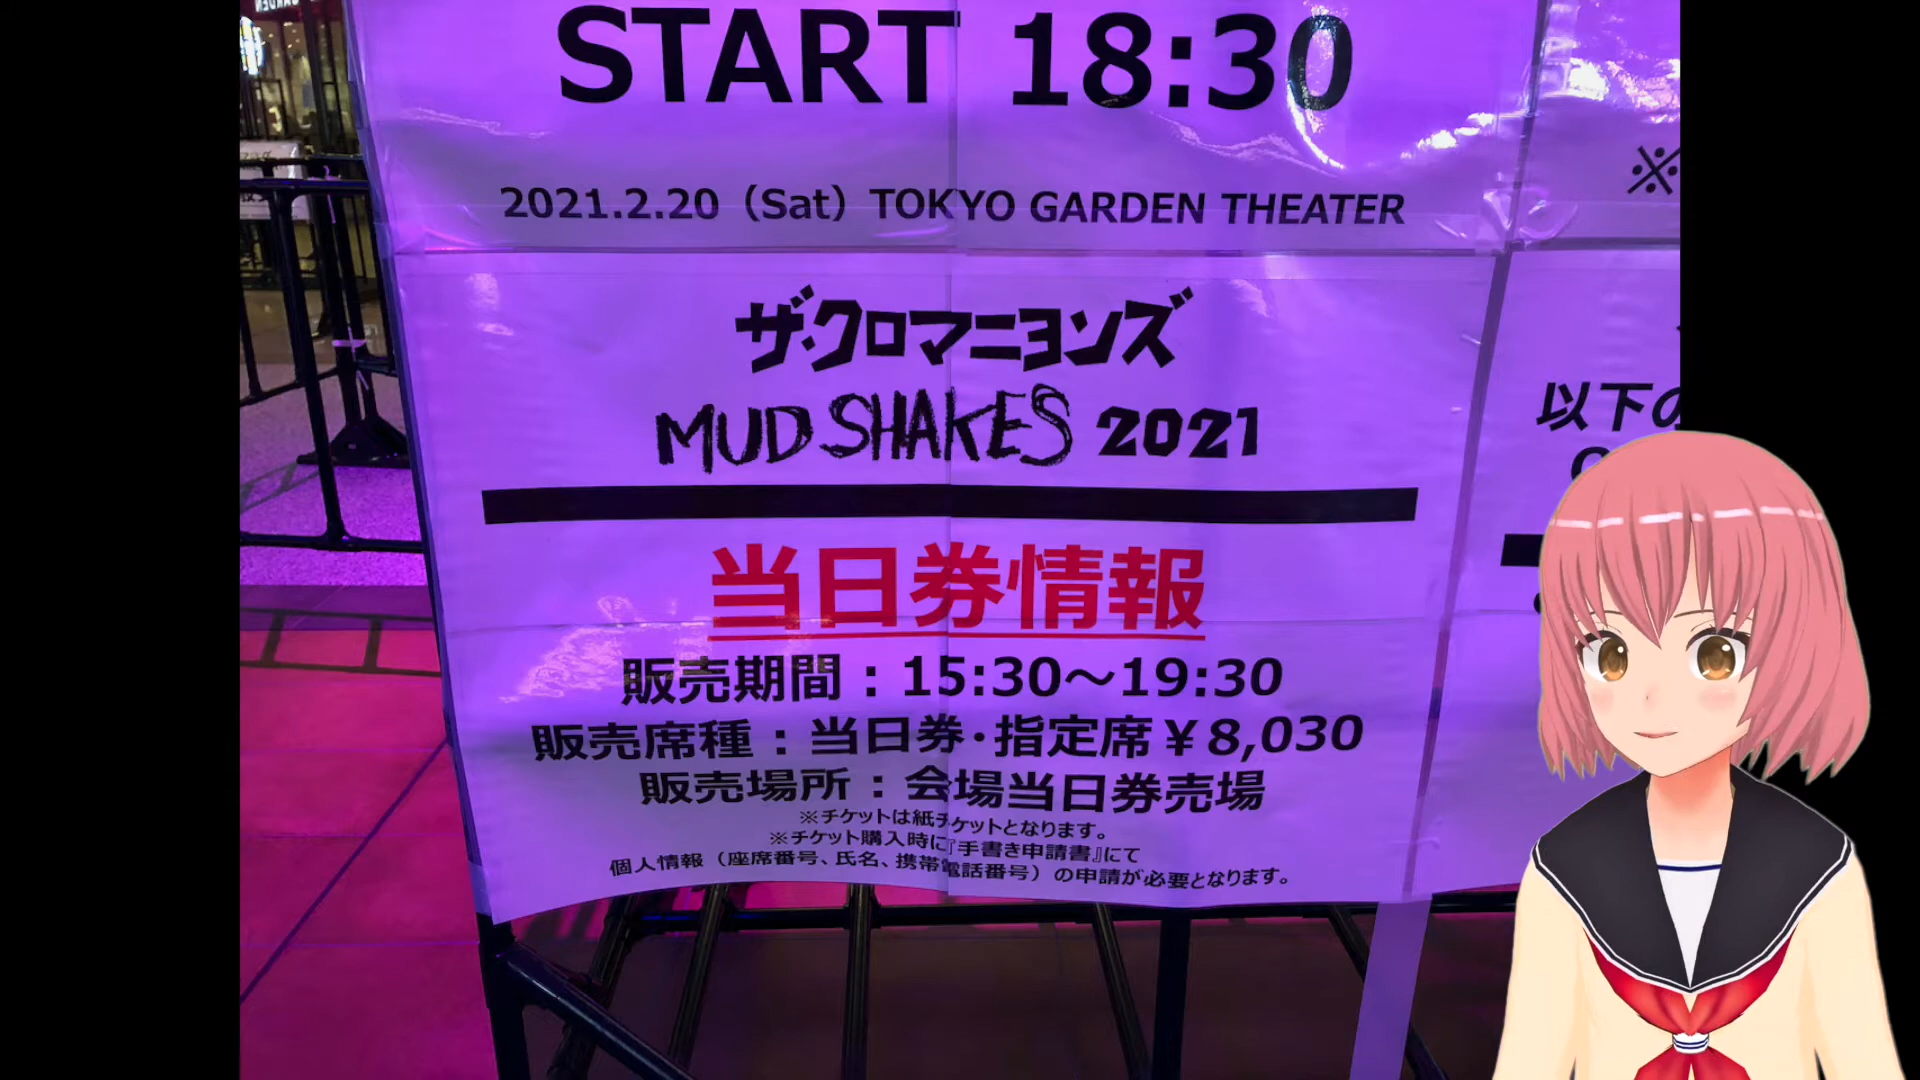 START 18:30
2021.2.20（Sat）TOKYO GARDEN THEATER
ザ・クロマニヨンズ
MUD SHAKES 2021
当日券情報
販売期間：15:30～19:30
販売席種：当日券・指定席￥8,030
販売場所：会場当日券売場
※チケットは紙チケットとなります。
※チケット購入時に『手書き申請書』にて
個人情報（座席番号、氏名、携帯電話番号）の申請が必要となります。
※
以下の